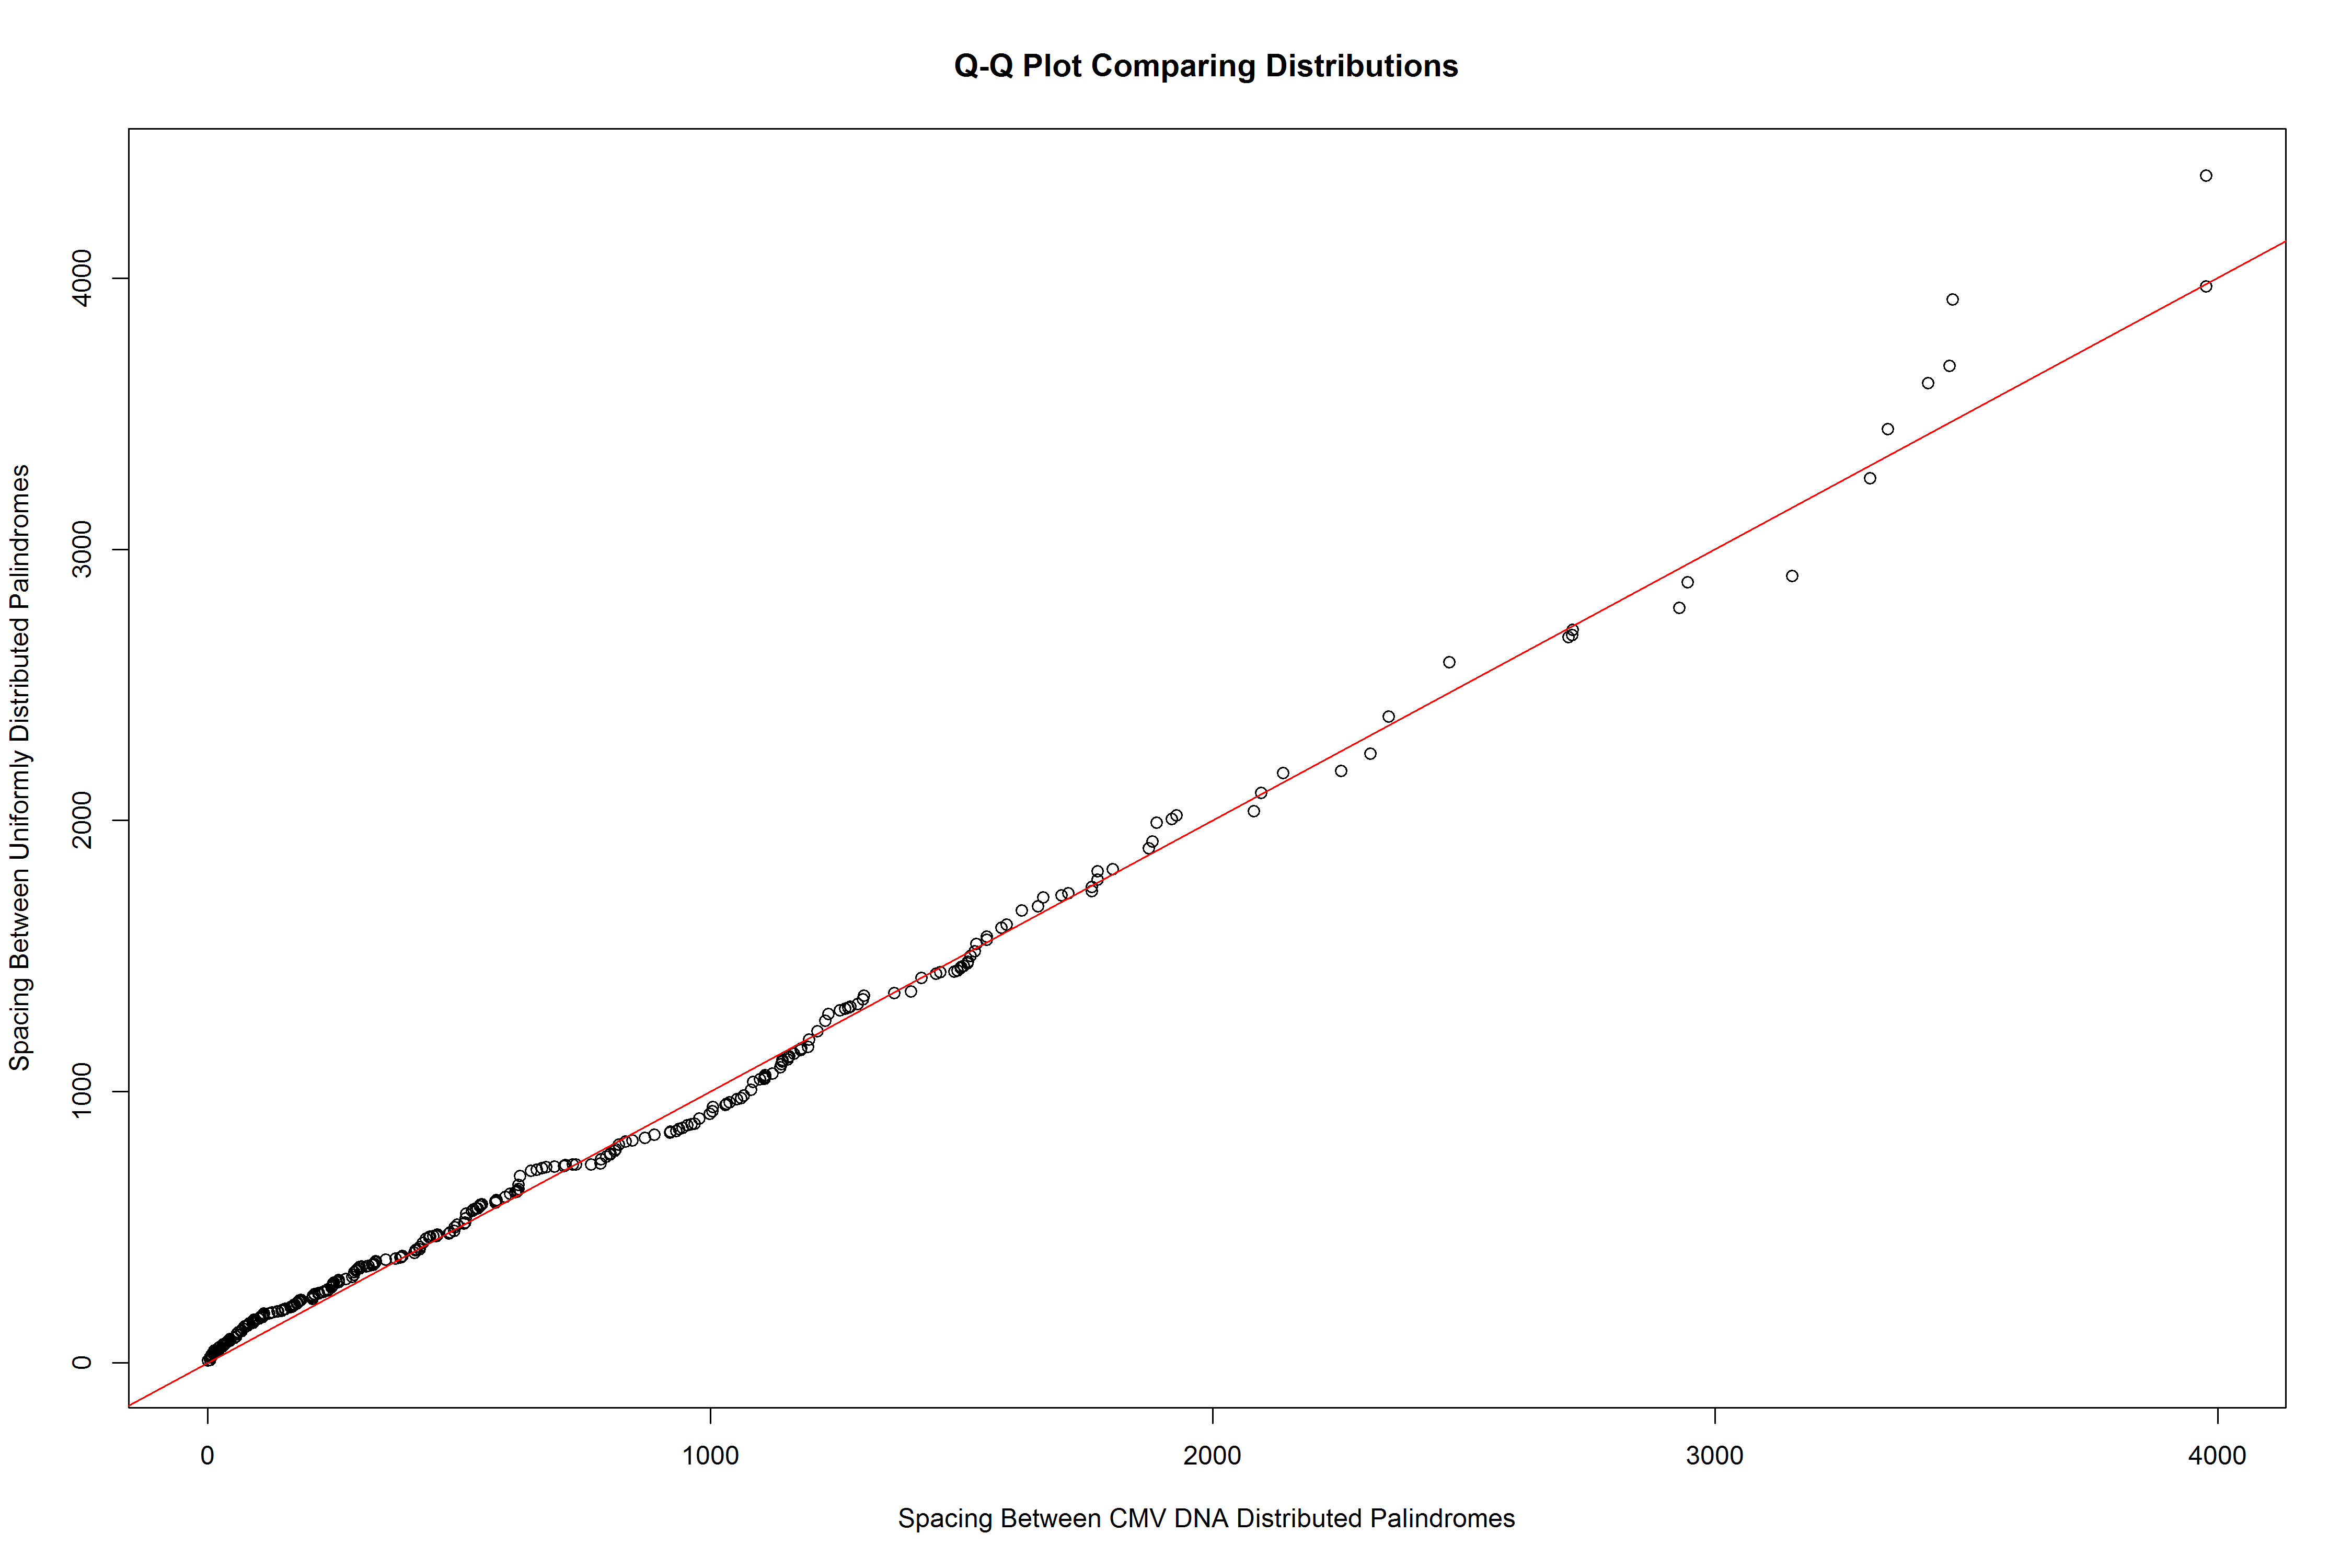 Q-Q Plot Comparing Distributions
Spacing Between Uniformly Distributed Palindromes
4000
3000
2000
1000
0
0 1000 2000 3000 4000
Spacing Between CMV DNA Distributed Palindromes